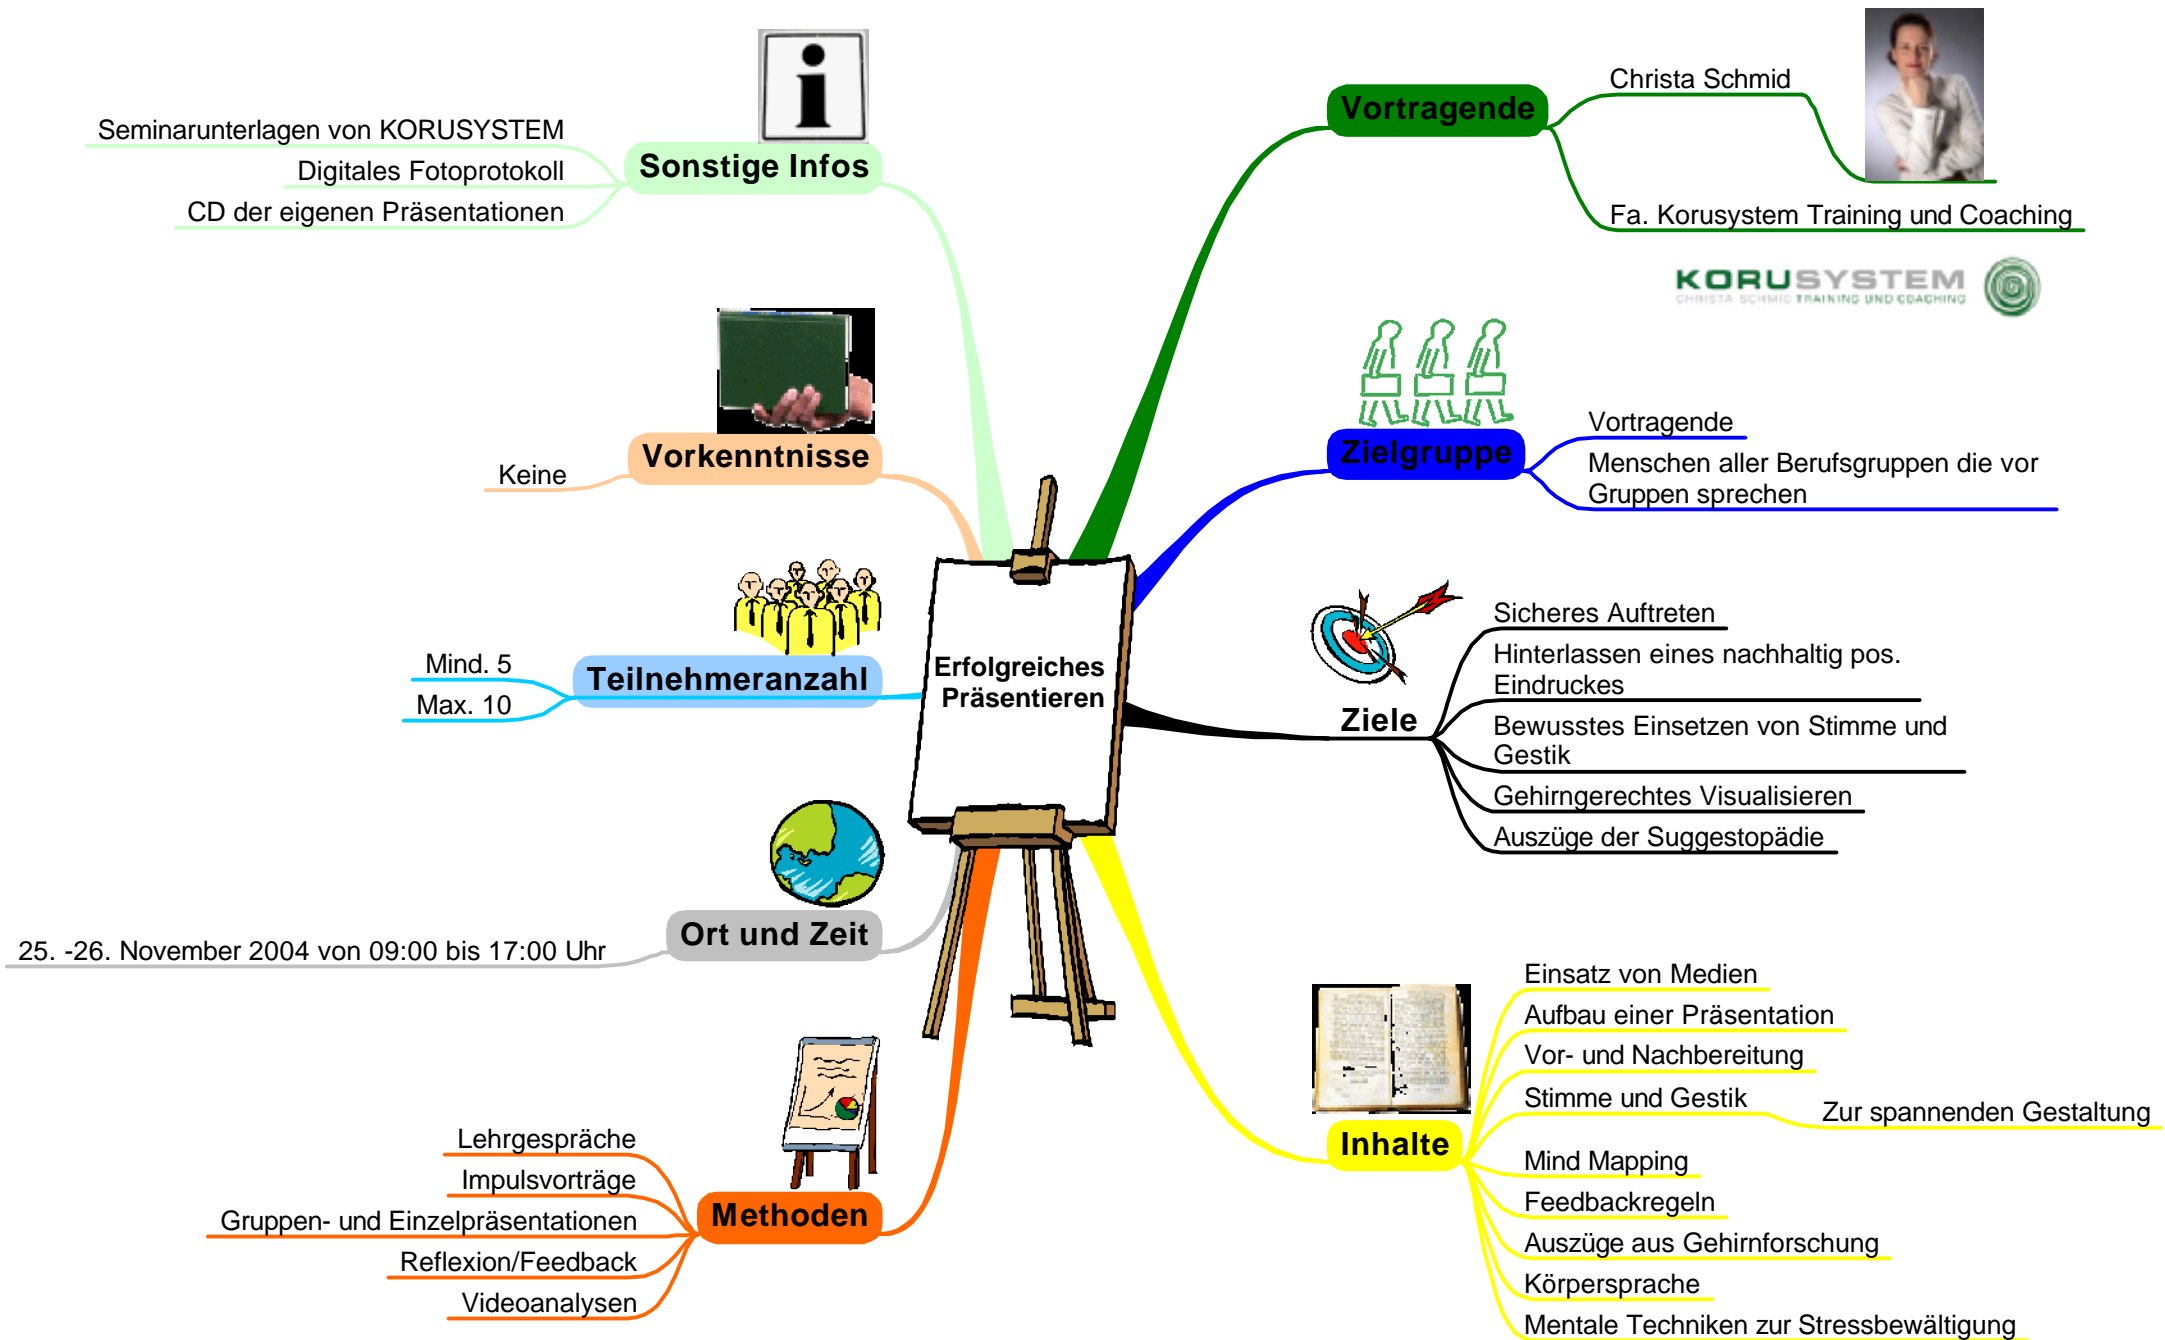 Erfolgreiches
Präsentieren
Vortragende
Christa Schmid
Fa. Korusystem Training und Coaching
KORUSYSTEM
CHRISTA SCHMID TRAINING UND COACHING
Zielgruppe
Vortragende
Menschen aller Berufsgruppen die vor
Gruppen sprechen
Ziele
Sicheres Auftreten
Hinterlassen eines nachhaltig pos.
Eindruckes
Bewusstes Einsetzen von Stimme und
Gestik
Gehirngerechtes Visualisieren
Auszüge der Suggestopädie
Inhalte
Einsatz von Medien
Aufbau einer Präsentation
Vor- und Nachbereitung
Stimme und Gestik
Zur spannenden Gestaltung
Mind Mapping
Feedbackregeln
Auszüge aus Gehirnforschung
Körpersprache
Mentale Techniken zur Stressbewältigung
Methoden
Lehrgespräche
Impulsvorträge
Gruppen- und Einzelpräsentationen
Reflexion/Feedback
Videoanalysen
Ort und Zeit
25. -26. November 2004 von 09:00 bis 17:00 Uhr
Teilnehmeranzahl
Mind. 5
Max. 10
Vorkenntnisse
Keine
i
Sonstige Infos
Seminarunterlagen von KORUSYSTEM
Digitales Fotoprotokoll
CD der eigenen Präsentationen